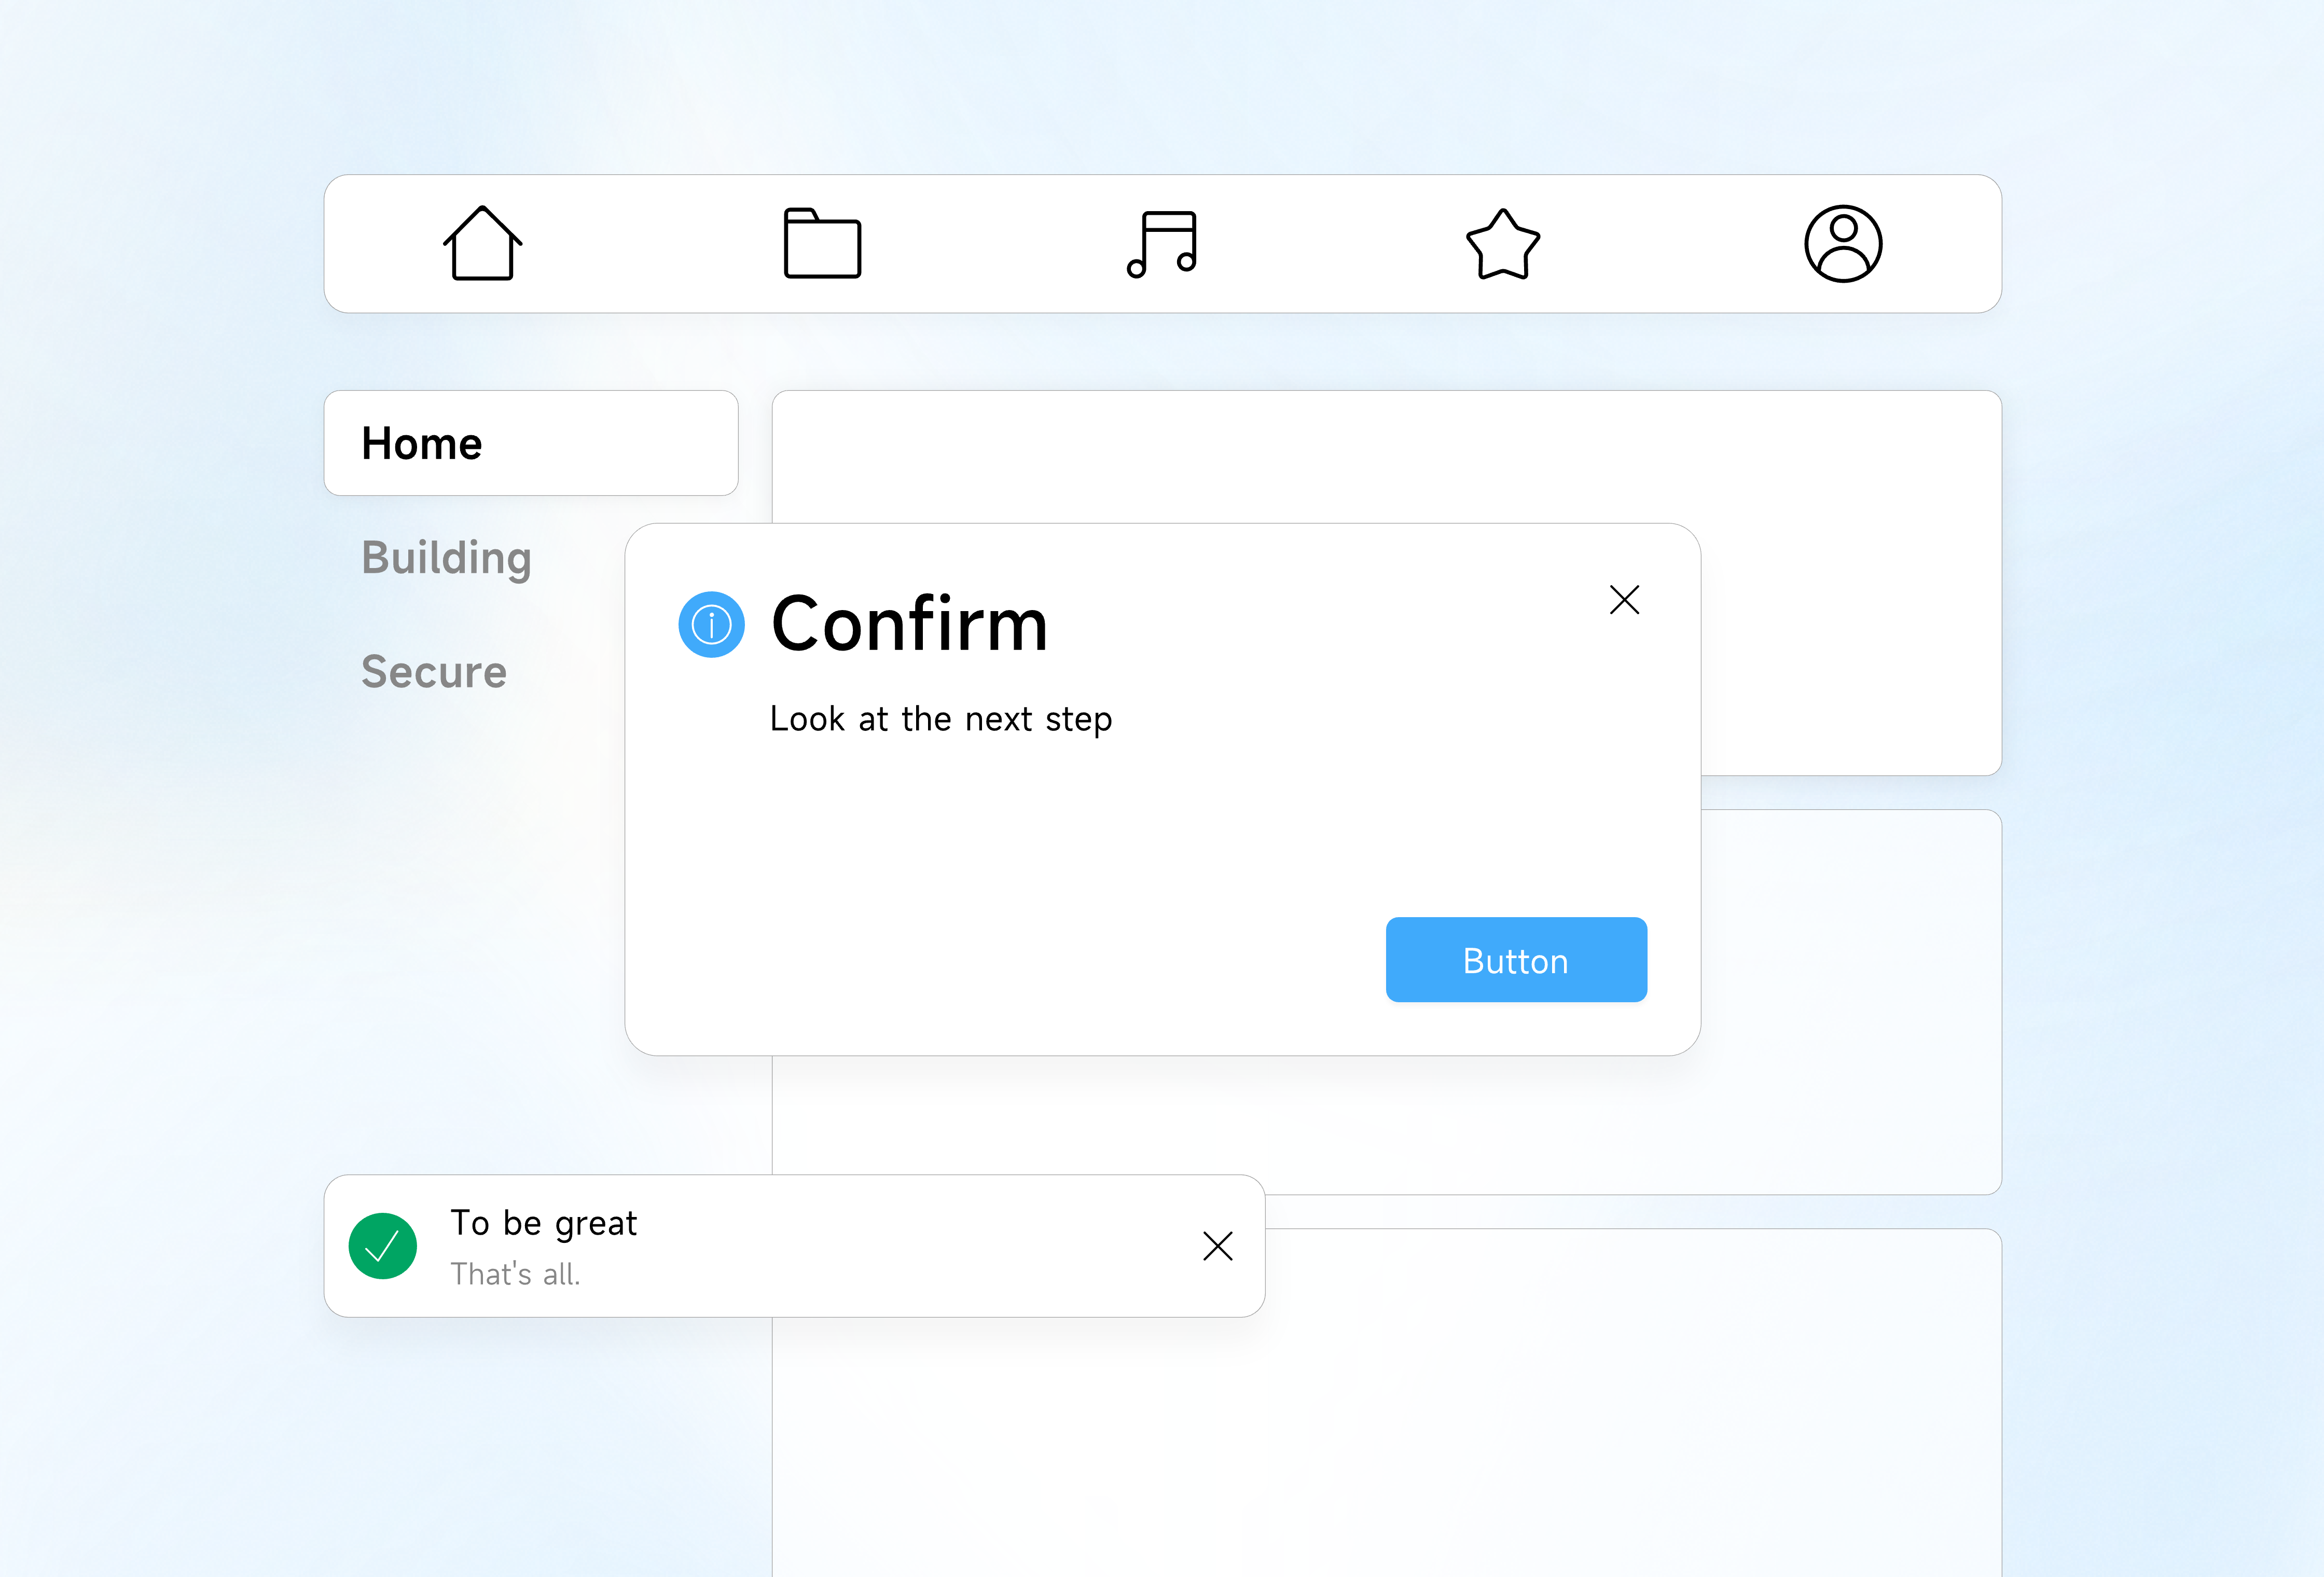 Home
Building
Secure
Confirm
Look at the next step
Button
To be great
That's all.